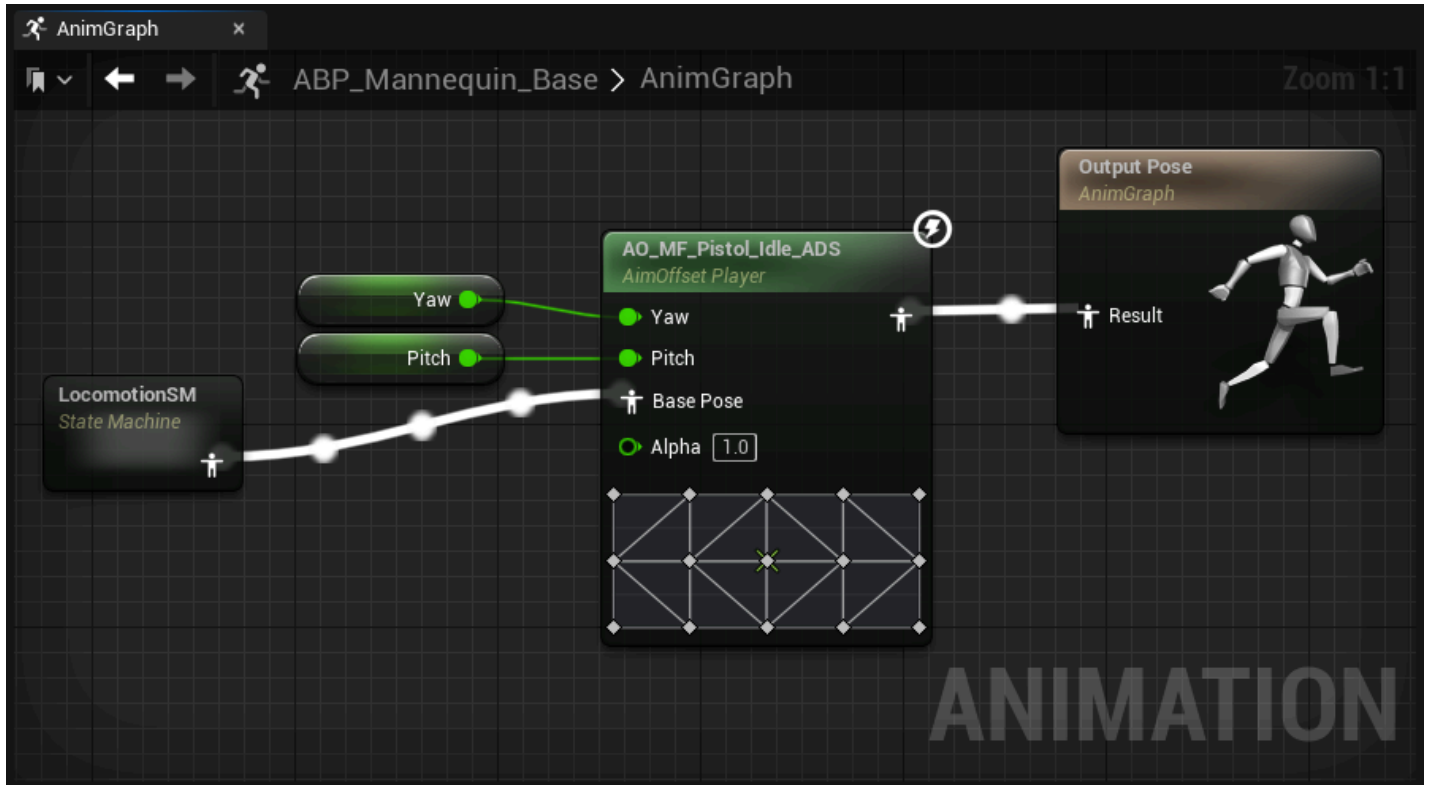 AnimGraph
ABP_Mannequin_Base > AnimGraph
Zoom 1:1
Output Pose
AnimGraph
Result
AO_MF_Pistol_Idle_ADS
AimOffset Player
Yaw
Pitch
Yaw
Pitch
Base Pose
Alpha 1.0
LocomotionSM
State Machine
ANIMATION